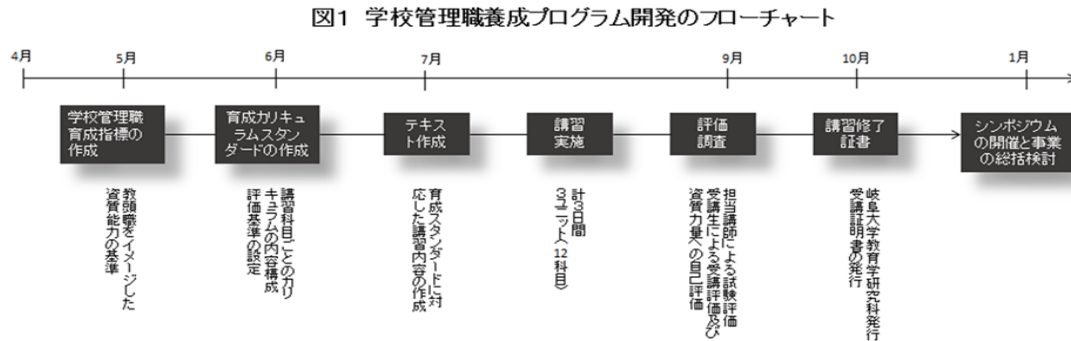 図1 学校管理職養成プログラム開発のフローチャート
4月
5月
6月
7月
9月
10月
1月
学校管理職
育成指標の
作成
育成カリキュ
ラムスタン
ダードの作成
テキス
ト作成
講習
実施
評価
調査
講習修了
証書
シンポジウム
の開催と事業
の総括検討
教頭職をイメージした
資質能力の基準
講習科目ごとのカリ
キュラムの内容構成
評価基準の設定
育成スタンダードに対
応した講習内容の作成
計3日間
3ユニット(12科目)
担当講師による試験評価
受講生による受講評価及び
資質力量への自己評価
岐阜大学教育学研究科発行
受講証明書の発行